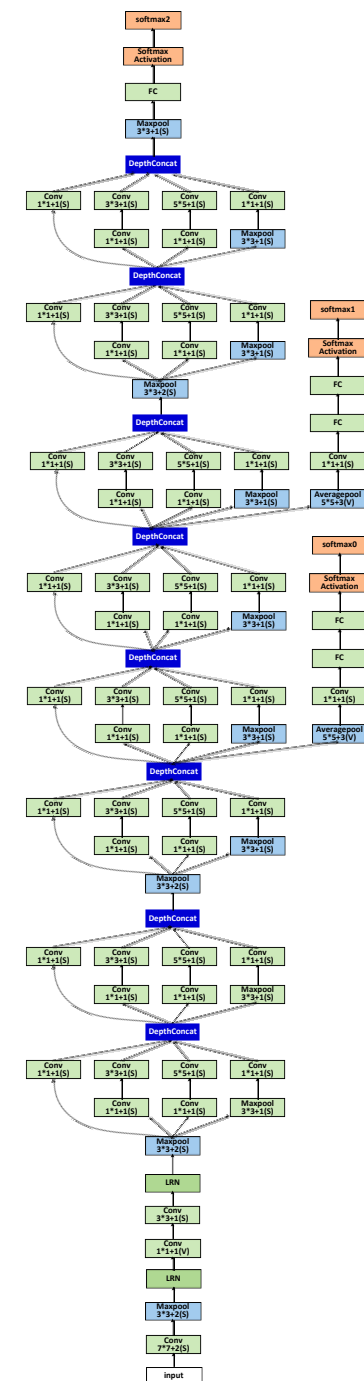 softmax2
Softmax
Activation
FC
Maxpool
3*3+1(S)
DepthConcat
Conv
1*1+1(S)
Conv
3*3+1(S)
Conv
5*5+1(S)
Conv
1*1+1(S)
Conv
1*1+1(S)
Conv
1*1+1(S)
Maxpool
3*3+1(S)
DepthConcat
Conv
1*1+1(S)
Conv
3*3+1(S)
Conv
5*5+1(S)
Conv
1*1+1(S)
softmax1
Conv
1*1+1(S)
Conv
1*1+1(S)
Maxpool
3*3+1(S)
Softmax
Activation
Maxpool
3*3+2(S)
FC
DepthConcat
FC
Conv
1*1+1(S)
Conv
3*3+1(S)
Conv
5*5+1(S)
Conv
1*1+1(S)
Conv
1*1+1(S)
Conv
1*1+1(S)
Conv
1*1+1(S)
Maxpool
3*3+1(S)
Averagepool
5*5+3(V)
DepthConcat
softmax0
Conv
1*1+1(S)
Conv
3*3+1(S)
Conv
5*5+1(S)
Conv
1*1+1(S)
Softmax
Activation
Conv
1*1+1(S)
Conv
1*1+1(S)
Maxpool
3*3+1(S)
FC
DepthConcat
FC
Conv
1*1+1(S)
Conv
3*3+1(S)
Conv
5*5+1(S)
Conv
1*1+1(S)
Conv
1*1+1(S)
Conv
1*1+1(S)
Conv
1*1+1(S)
Maxpool
3*3+1(S)
Averagepool
5*5+3(V)
DepthConcat
Conv
1*1+1(S)
Conv
3*3+1(S)
Conv
5*5+1(S)
Conv
1*1+1(S)
Conv
1*1+1(S)
Conv
1*1+1(S)
Maxpool
3*3+1(S)
Maxpool
3*3+2(S)
DepthConcat
Conv
1*1+1(S)
Conv
3*3+1(S)
Conv
5*5+1(S)
Conv
1*1+1(S)
Conv
1*1+1(S)
Conv
1*1+1(S)
Maxpool
3*3+1(S)
DepthConcat
Conv
1*1+1(S)
Conv
3*3+1(S)
Conv
5*5+1(S)
Conv
1*1+1(S)
Conv
1*1+1(S)
Conv
1*1+1(S)
Maxpool
3*3+1(S)
Maxpool
3*3+2(S)
LRN
Conv
3*3+1(S)
Conv
1*1+1(V)
LRN
Maxpool
3*3+2(S)
Conv
7*7+2(S)
input